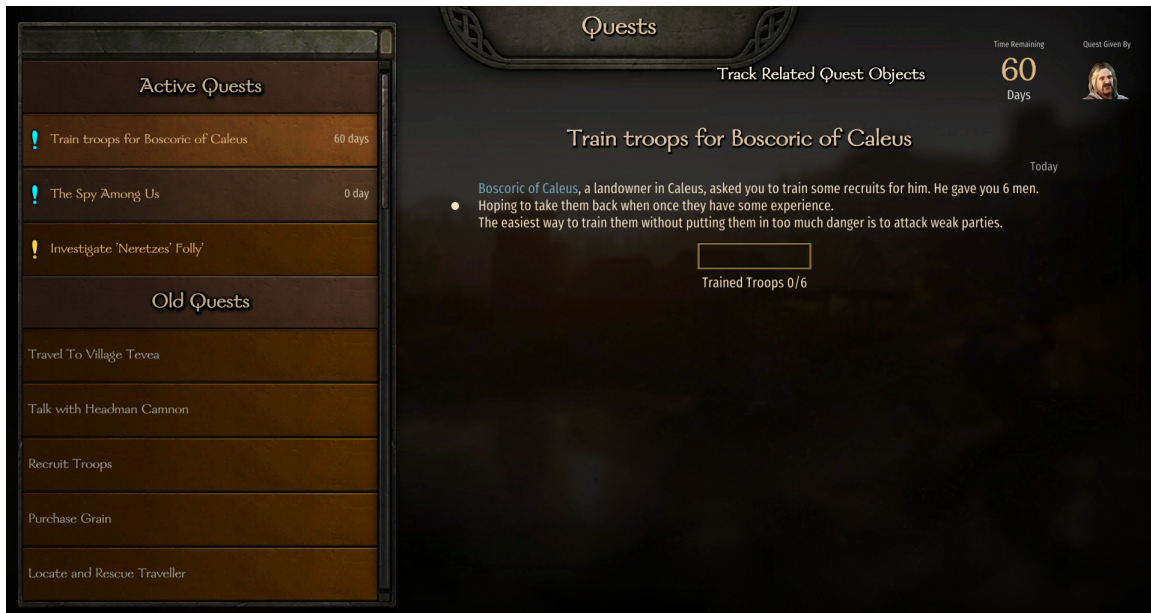 Quests
Active Quests
Train troops for Boscoric of Caleus 60 days
The Spy Among Us 0 day
Investigate 'Neretzes' Folly'
Old Quests
Travel To Village Tevea
Talk with Headman Camnon
Recruit Troops
Purchase Grain
Locate and Rescue Traveller
Track Related Quest Objects
Time Remaining
60
Days
Quest Given By
Train troops for Boscoric of Caleus
Today
Boscoric of Caleus, a landowner in Caleus, asked you to train some recruits for him. He gave you 6 men.
Hoping to take them back when once they have some experience.
The easiest way to train them without putting them in too much danger is to attack weak parties.
Trained Troops 0/6